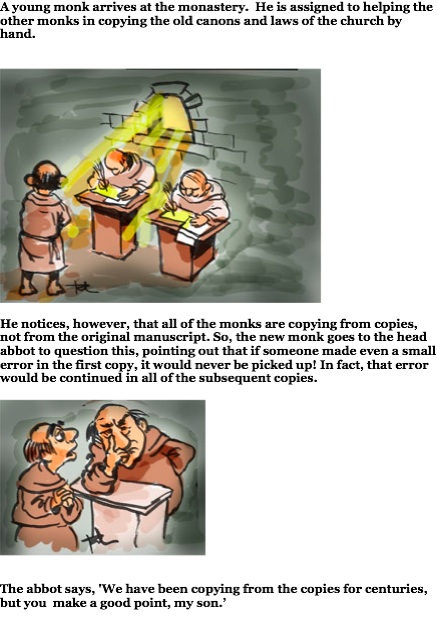 A young monk arrives at the monastery.  He is assigned to helping the
other monks in copying the old canons and laws of the church by
hand.
He notices, however, that all of the monks are copying from copies,
not from the original manuscript. So, the new monk goes to the head
abbot to question this, pointing out that if someone made even a small
error in the first copy, it would never be picked up! In fact, that error
would be continued in all of the subsequent copies.
The abbot says, 'We have been copying from the copies for centuries,
but you  make a good point, my son.’